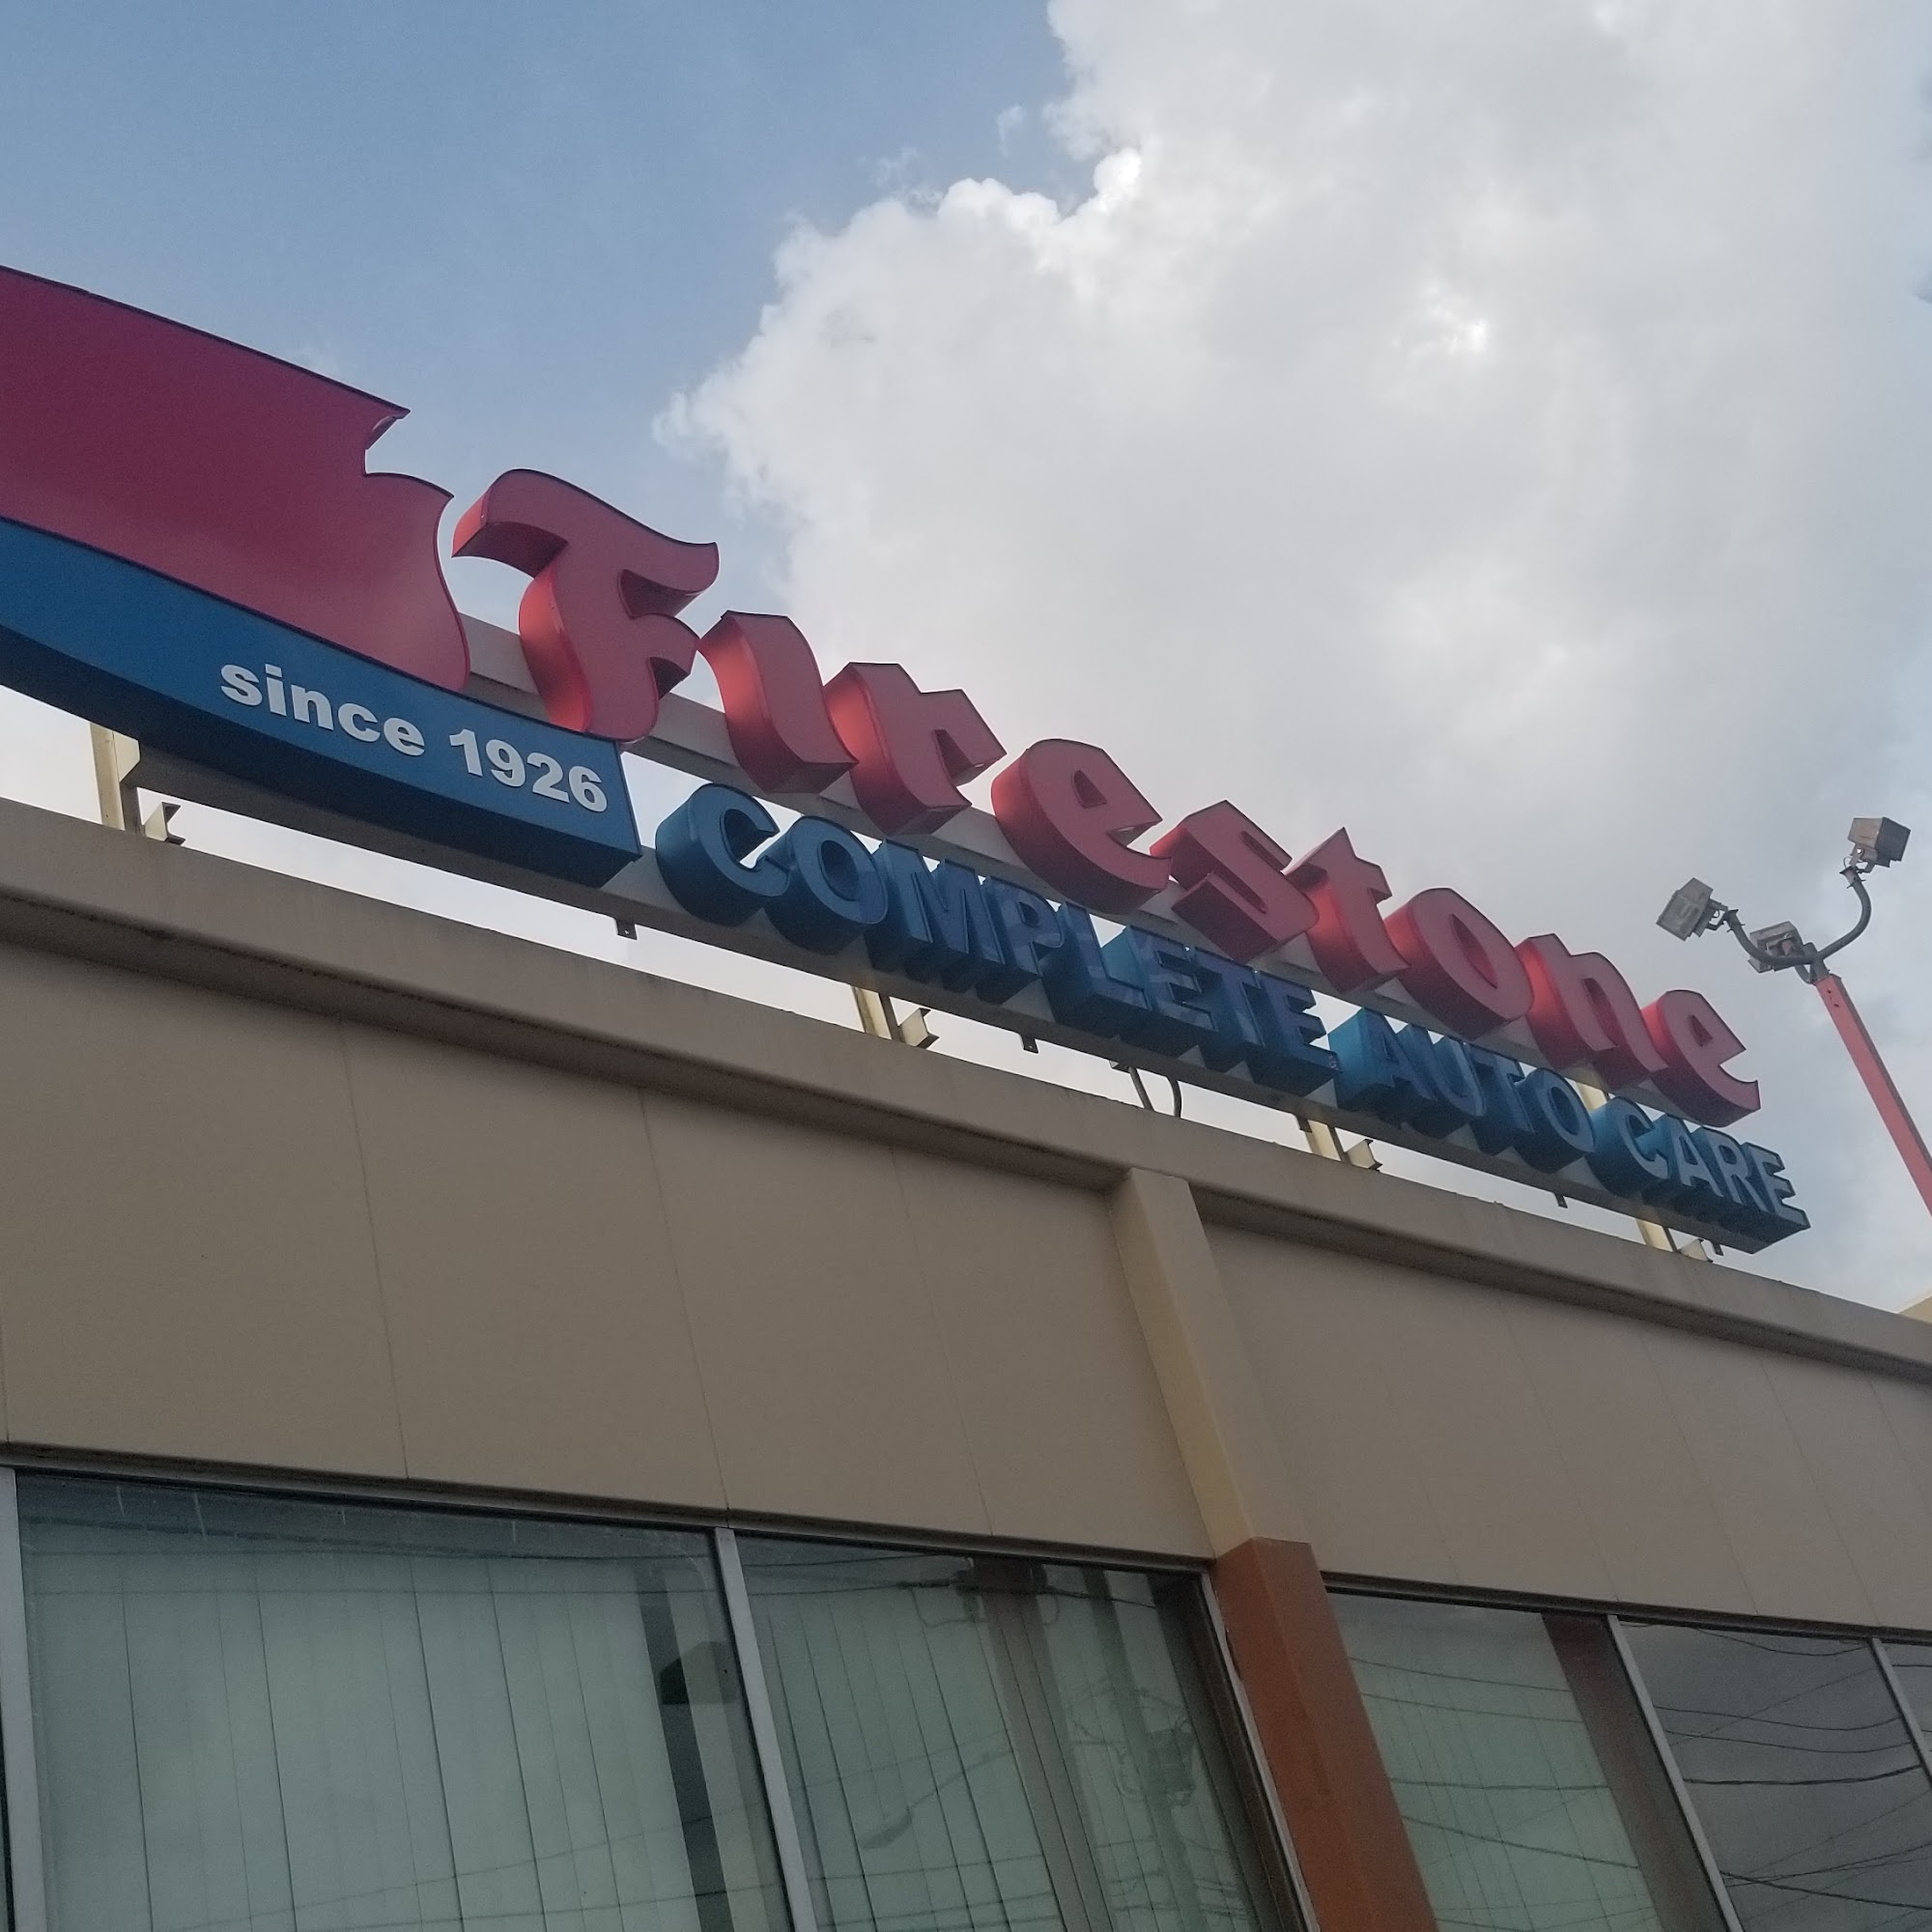 since 1926
Firestone
COMPLETE AUTO CARE